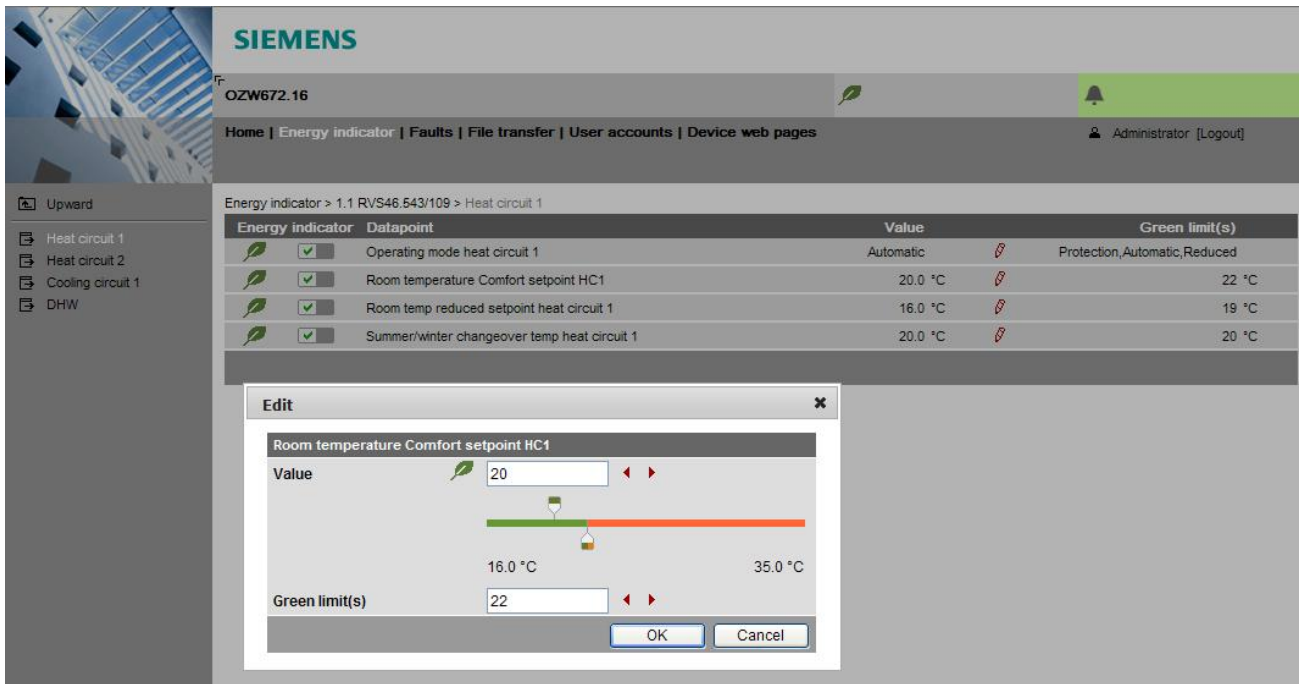 SIEMENS
OZW672.16
Home | Energy indicator | Faults | File transfer | User accounts | Device web pages
Administrator [Logout]
Upward
Heat circuit 1
Heat circuit 2
Cooling circuit 1
DHW
Energy indicator > 1.1 RVS46.543/109 > Heat circuit 1
Energy indicator Datapoint Value Green limit(s)
Operating mode heat circuit 1 Automatic Protection,Automatic,Reduced
Room temperature Comfort setpoint HC1 20.0 °C 22 °C
Room temp reduced setpoint heat circuit 1 16.0 °C 19 °C
Summer/winter changeover temp heat circuit 1 20.0 °C 20 °C
Edit
Room temperature Comfort setpoint HC1
Value 20
16.0 °C 35.0 °C
Green limit(s) 22
OK Cancel